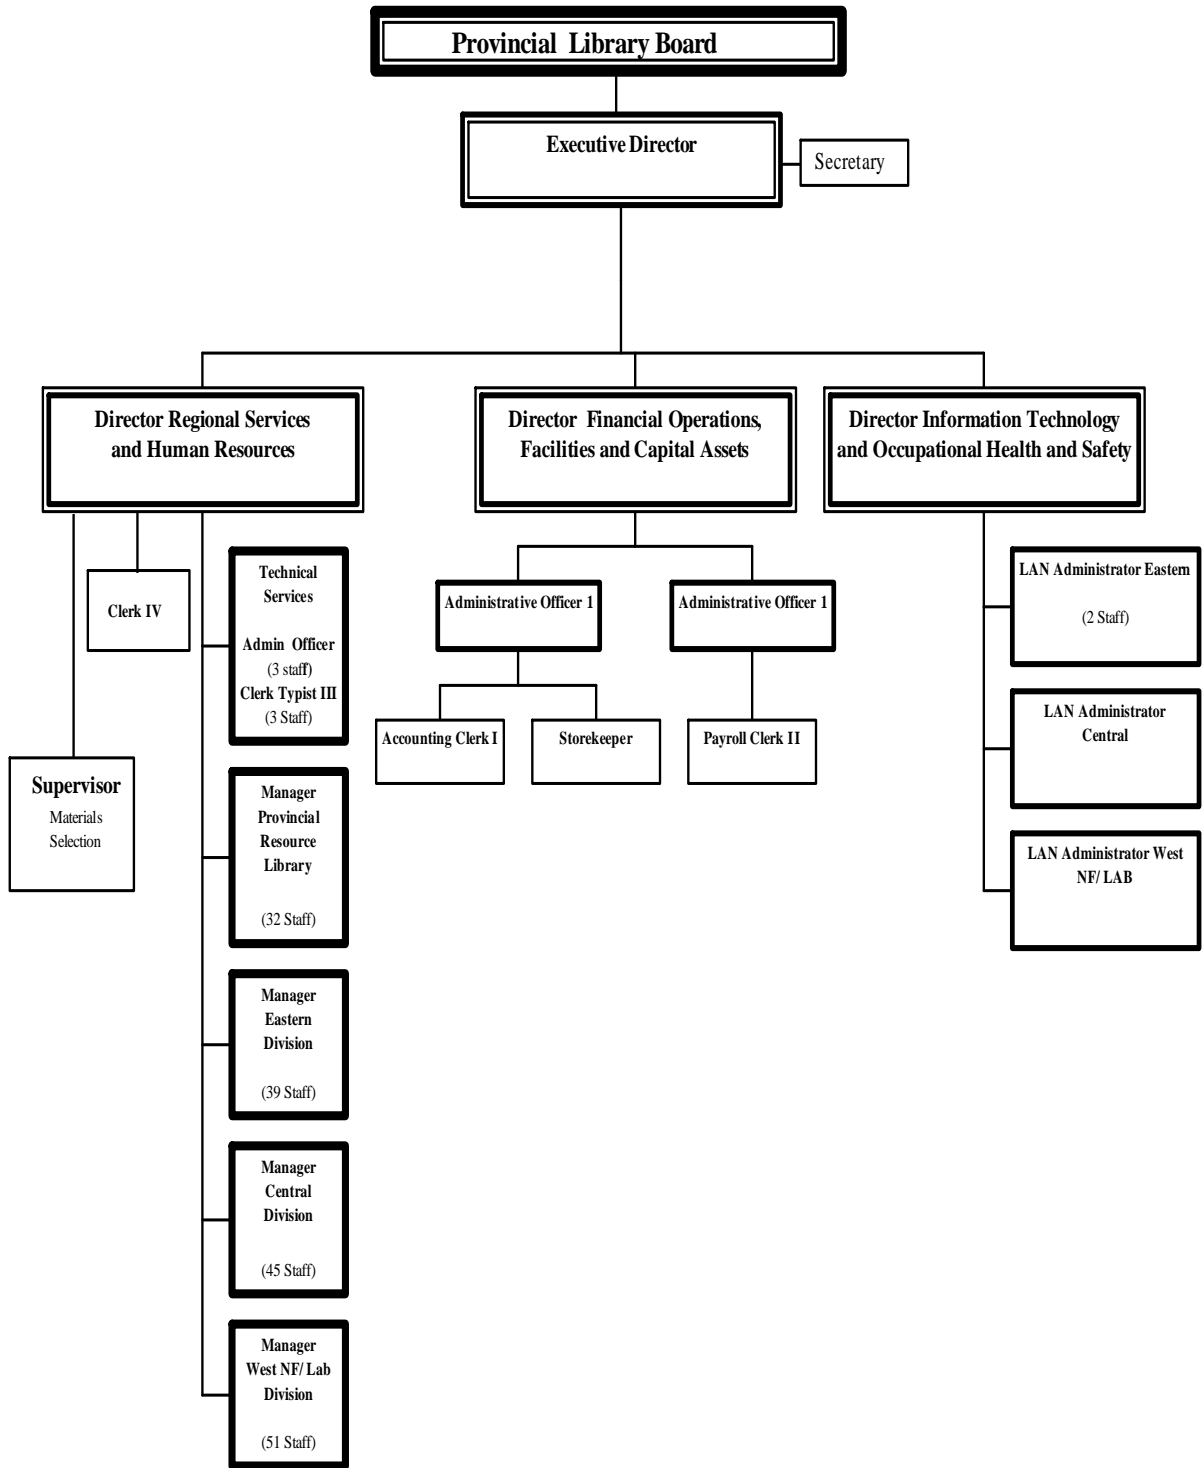 Provincial Library Board
Executive Director
Secretary
Director Regional Services
and Human Resources
Director Financial Operations,
Facilities and Capital Assets
Director Information Technology
and Occupational Health and Safety
Clerk IV
Supervisor
Materials
Selection
Technical
Services
Admin Officer
(3 staff)
Clerk Typist III
(3 Staff)
Manager
Provincial
Resource
Library
(32 Staff)
Manager
Eastern
Division
(39 Staff)
Manager
Central
Division
(45 Staff)
Manager
West NF/ Lab
Division
(51 Staff)
Administrative Officer 1
Administrative Officer 1
Accounting Clerk I
Storekeeper
Payroll Clerk II
LAN Administrator Eastern
(2 Staff)
LAN Administrator
Central
LAN Administrator West
NF/ LAB